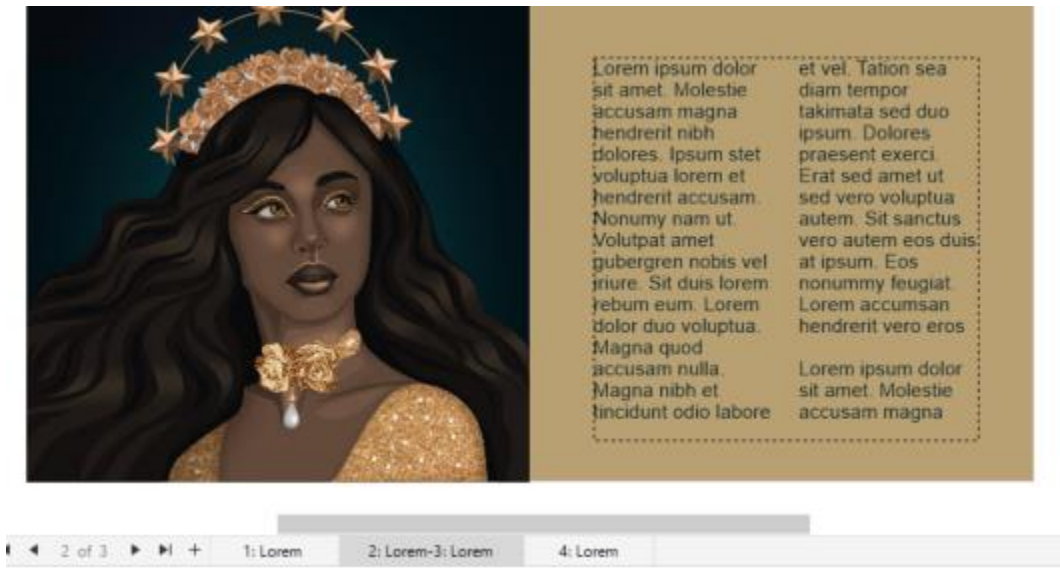 Lorem ipsum dolor
sit amet. Molestie
accusam magna
hendrerit nibh
dolores. Ipsum stet
voluptua lorem et
hendrerit accusam.
Nonumy nam ut.
Volutpat amet
gubergren nobis vel
iriure. Sit duis lorem
rebum eum. Lorem
dolor duo voluptua.
Magna quod
accusam nulla.
Magna nibh et
tincidunt odio labore
et vel. Tation sea
diam tempor
takimata sed duo
ipsum. Dolores
praesent exerci.
Erat sed amet ut
sed vero voluptua
autem. Sit sanctus
vero autem eos duis
at ipsum. Eos
nonummy feugiat.
Lorem accumsan
hendrerit vero eros
Lorem ipsum dolor
sit amet. Molestie
accusam magna
2 of 3
1: Lorem
2: Lorem-3: Lorem
4: Lorem